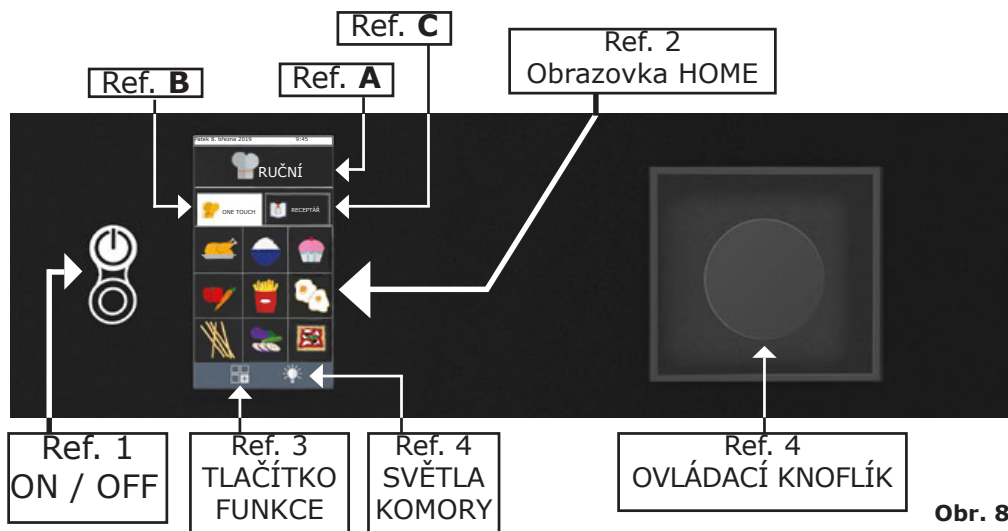 Ref. C
Ref. 2
Obrazovka HOME
Ref. B
Ref. A
Pátek 8. března 2019 9:45
RUČNÍ
ONE TOUCH
RECEPTÁŘ
Ref. 1
ON / OFF
Ref. 3
TLAČÍTKO
FUNKCE
Ref. 4
SVĚTLA
KOMORY
Ref. 4
OVLÁDACÍ KNOFLÍK
Obr. 8